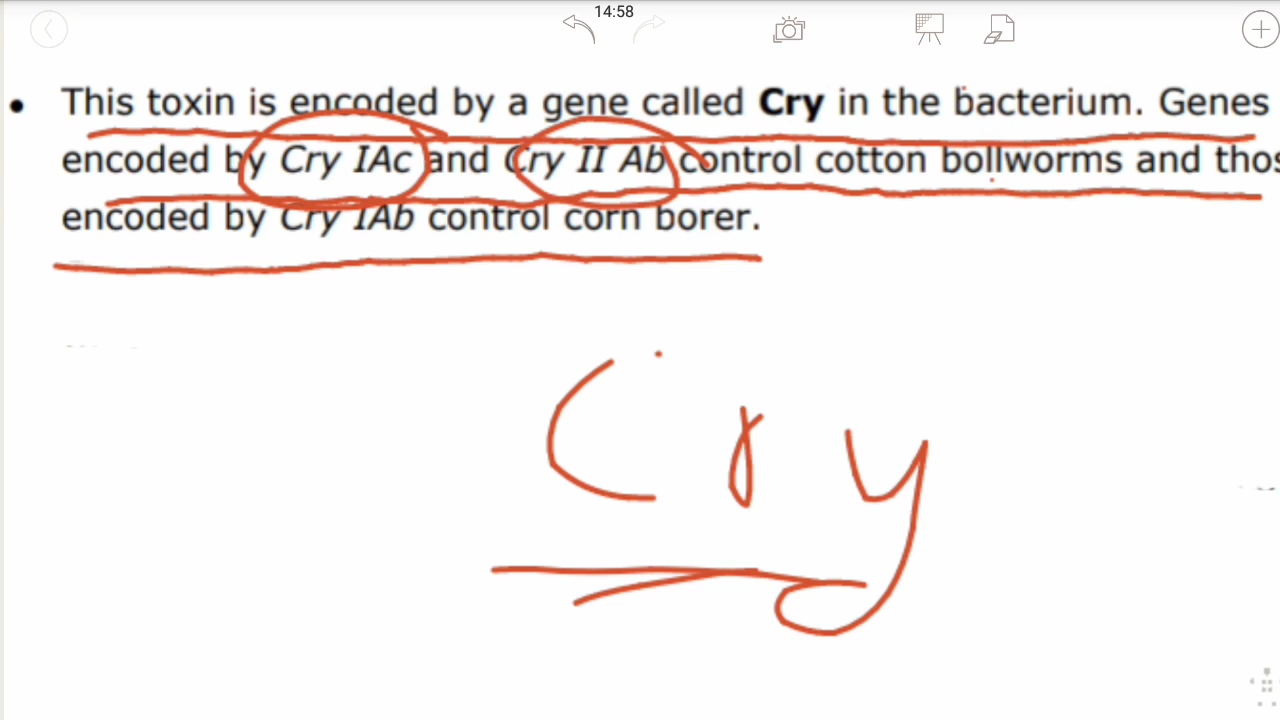 14:58
• This toxin is encoded by a gene called Cry in the bacterium. Genes
encoded by Cry IAc and Cry II Ab control cotton bollworms and thos
encoded by Cry IAb control corn borer.
Cry